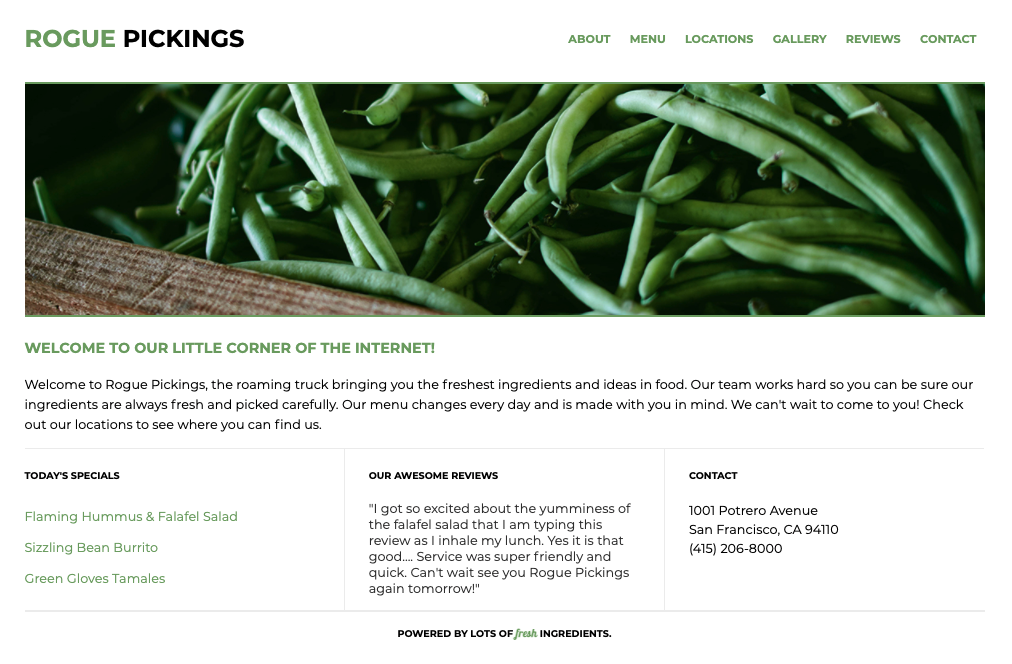 ROGUE PICKINGS
ABOUT MENU LOCATIONS GALLERY REVIEWS CONTACT
WELCOME TO OUR LITTLE CORNER OF THE INTERNET!
Welcome to Rogue Pickings, the roaming truck bringing you the freshest ingredients and ideas in food. Our team works hard so you can be sure our
ingredients are always fresh and picked carefully. Our menu changes every day and is made with you in mind. We can't wait to come to you! Check
out our locations to see where you can find us.
TODAY'S SPECIALS
Flaming Hummus & Falafel Salad
Sizzling Bean Burrito
Green Gloves Tamales
OUR AWESOME REVIEWS
"I got so excited about the yumminess of
the falafel salad that I am typing this
review as I inhale my lunch. Yes it is that
good.... Service was super friendly and
quick. Can't wait see you Rogue Pickings
again tomorrow!"
CONTACT
1001 Potrero Avenue
San Francisco, CA 94110
(415) 206-8000
POWERED BY LOTS OF fresh INGREDIENTS.